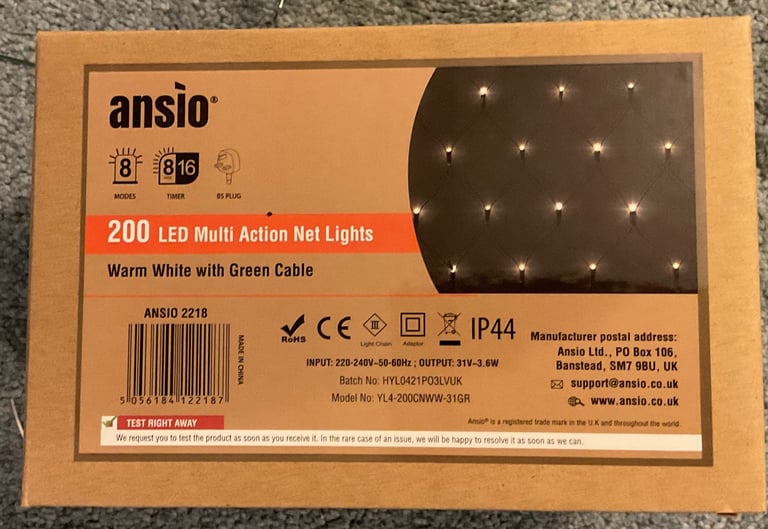 ansìo®
8
8 HRS 16
MODES
TIMER
BS PLUG
200 LED Multi Action Net Lights
Warm White with Green Cable
ANSIO 2218
MADE IN CHINA
5 056184 122187
RoHS
CE
III
Light Chain
Adaptor
IP44
INPUT: 220-240V~50-60Hz ; OUTPUT: 31V⎓3.6W
Batch No: HYL0421PO3LVUK
Model No: YL4-200CNWW-31GR
Manufacturer postal address:
Ansio Ltd., PO Box 106,
Banstead, SM7 9BU, UK
support@ansio.co.uk
www.ansio.co.uk
Ansio® is a registered trade mark in the U.K and throughout the world.
TEST RIGHT AWAY
We request you to test the product as soon as you receive it. In the rare case of an issue, we will be happy to resolve it as soon as we can.